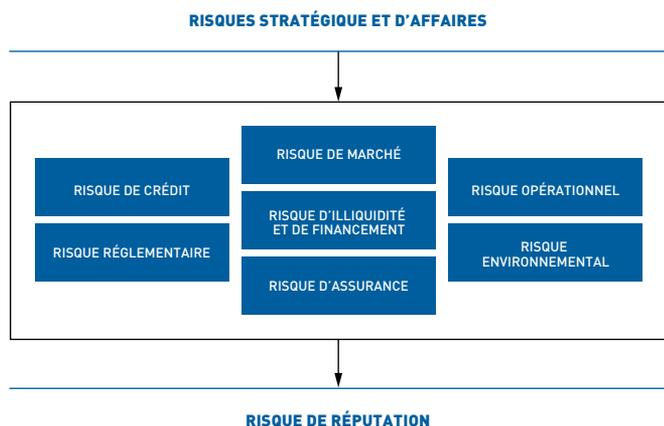 RISQUES STRATÉGIQUE ET D'AFFAIRES
RISQUE DE CRÉDIT
RISQUE RÉGLEMENTAIRE
RISQUE DE MARCHÉ
RISQUE D'ILLIQUIDITÉ
ET DE FINANCEMENT
RISQUE D'ASSURANCE
RISQUE OPÉRATIONNEL
RISQUE
ENVIRONNEMENTAL
RISQUE DE RÉPUTATION